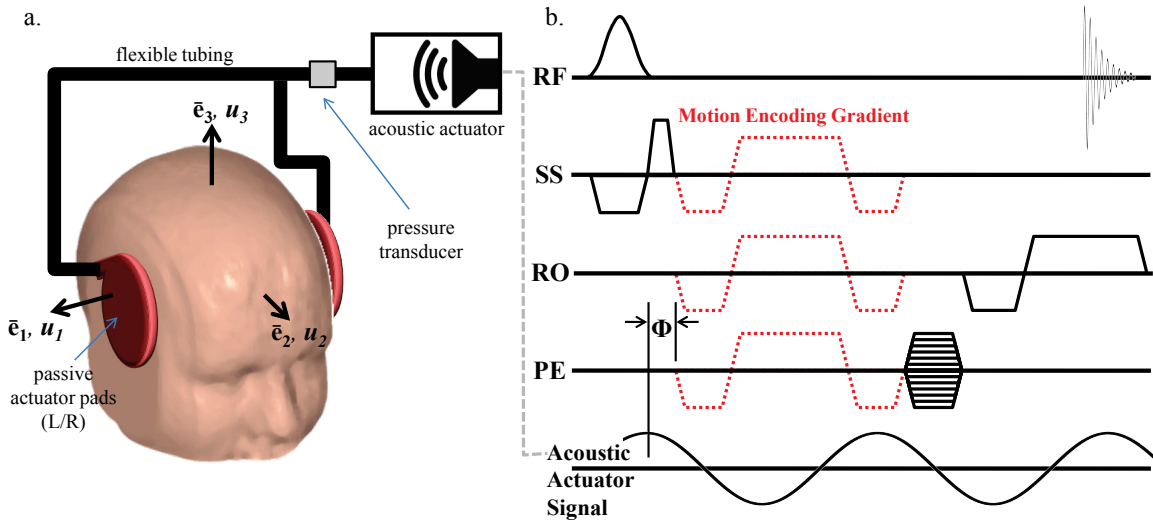 a.
flexible tubing
acoustic actuator
ē₃, u₃
pressure
transducer
ē₁, u₁
ē₂, u₂
passive
actuator pads
(L/R)
b.
RF
Motion Encoding Gradient
SS
RO
Φ
PE
Acoustic
Actuator
Signal